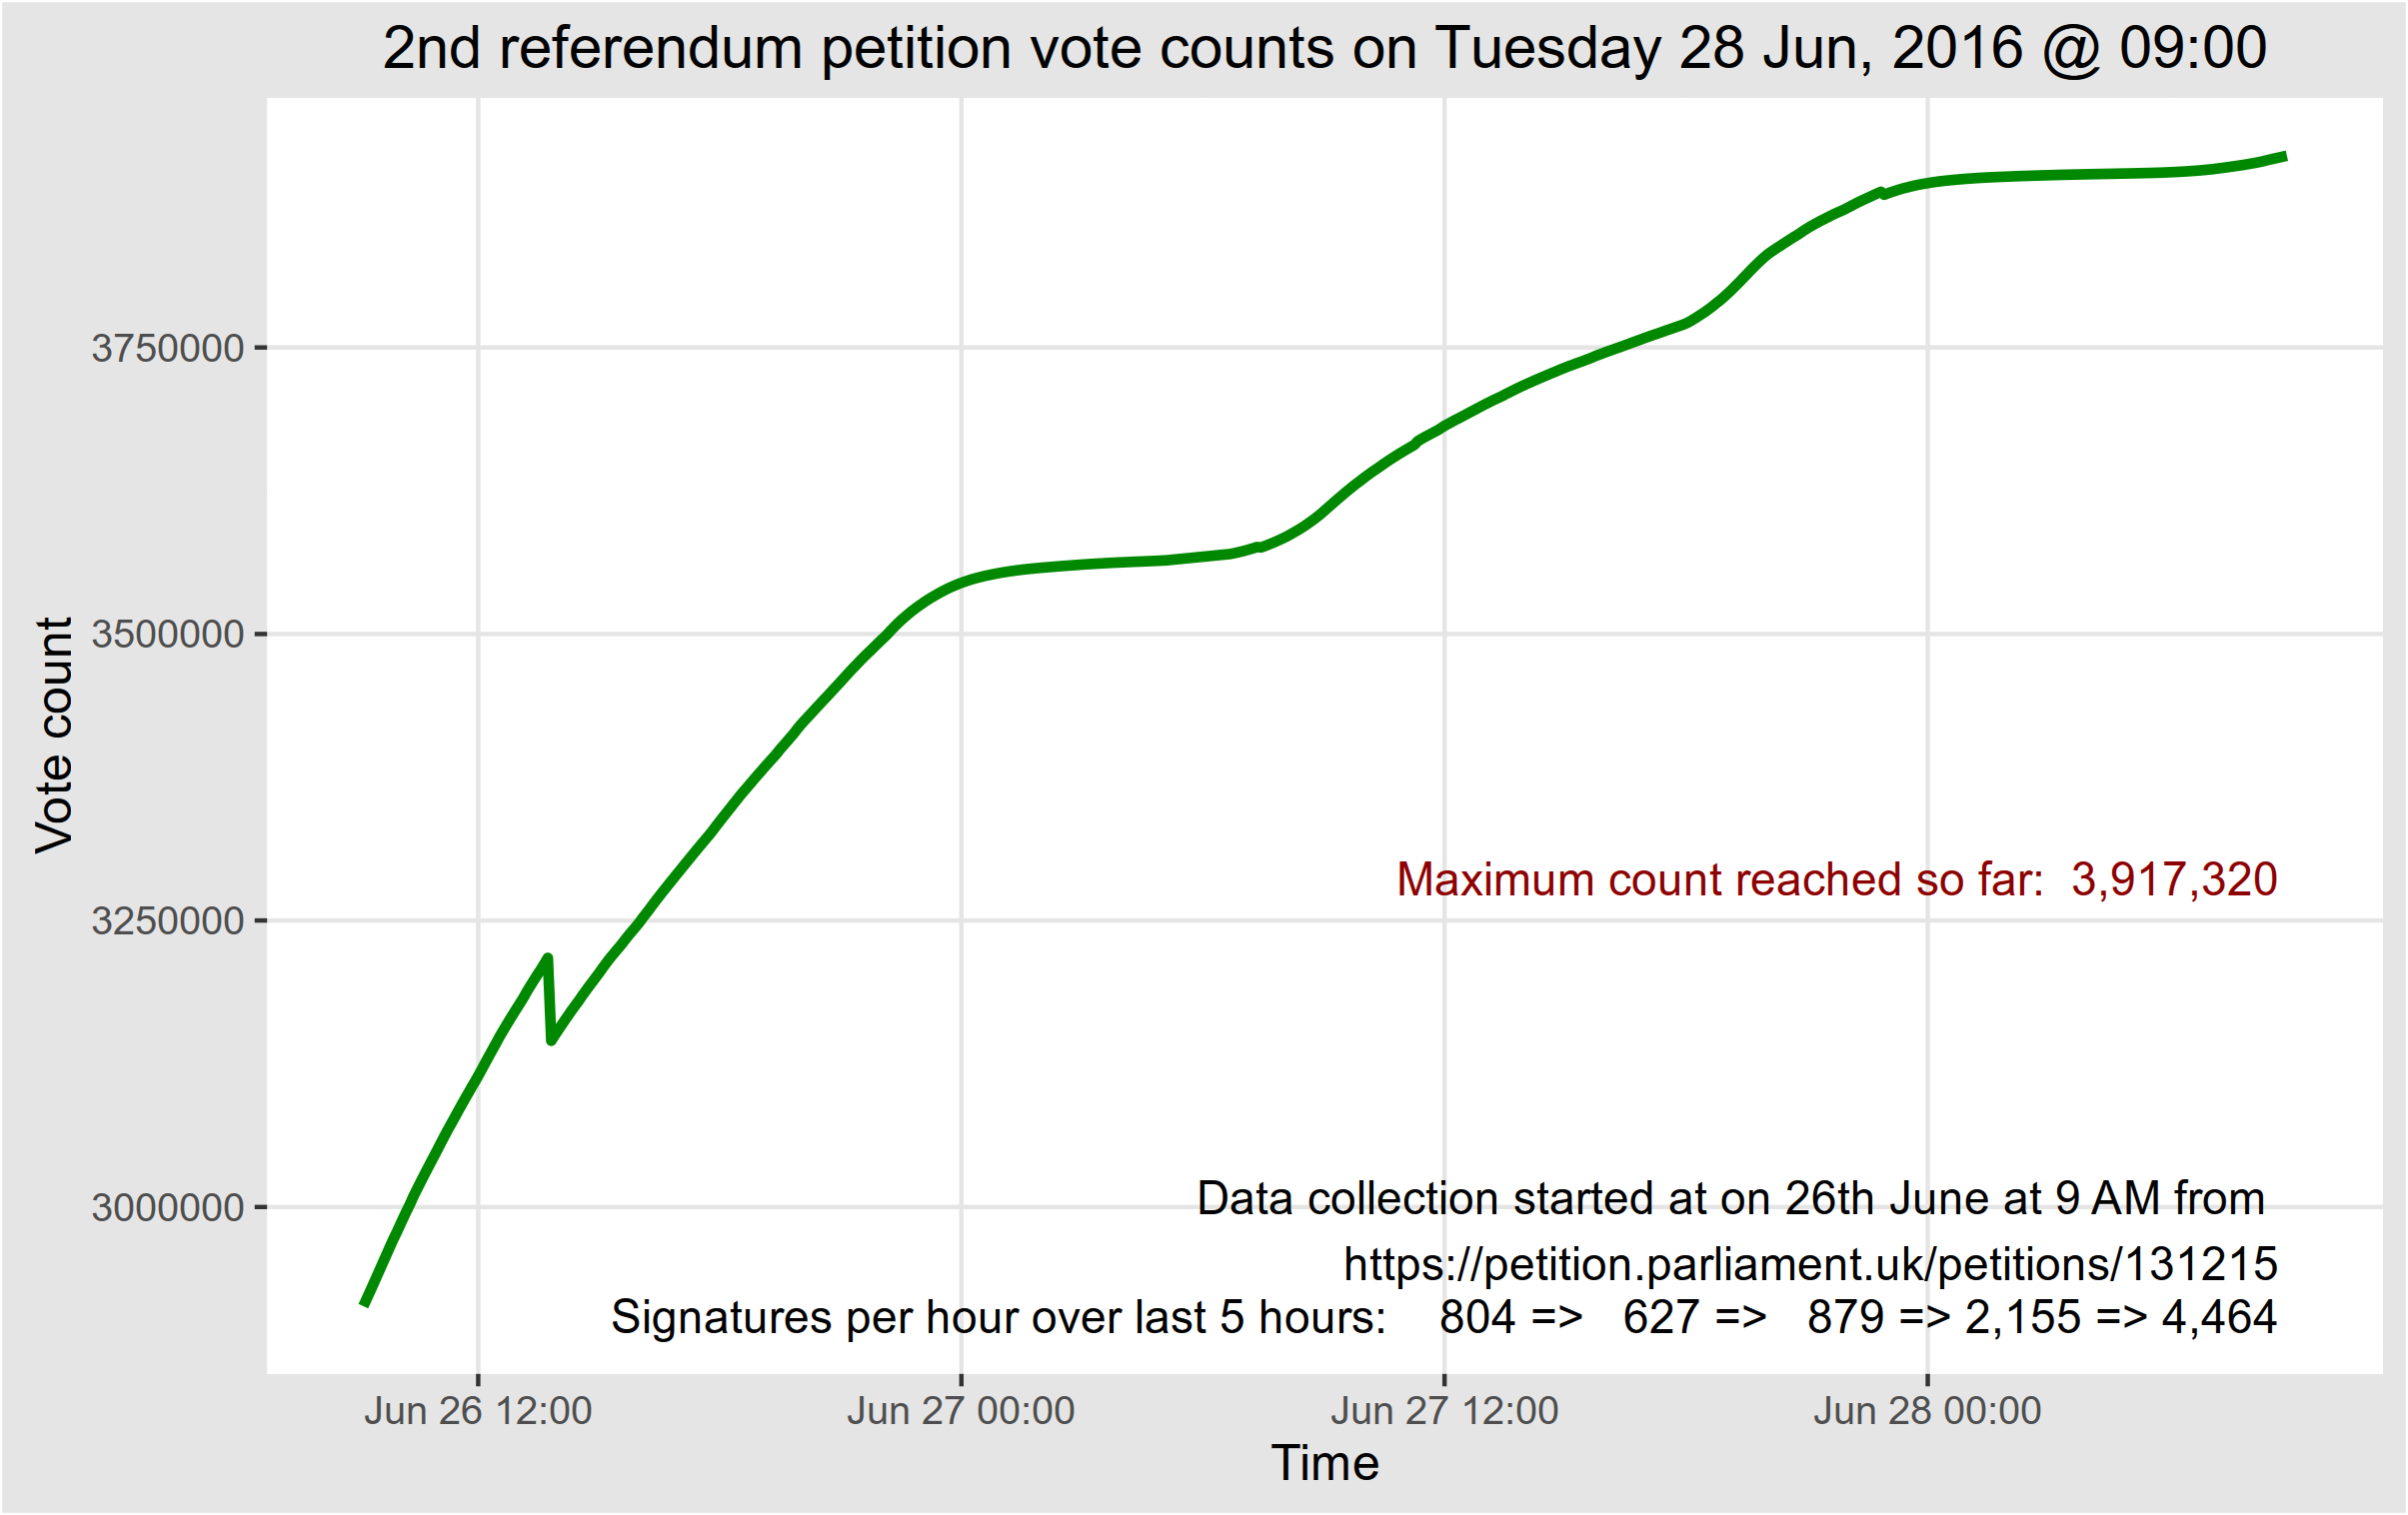 2nd referendum petition vote counts on Tuesday 28 Jun, 2016 @ 09:00
Vote count
3750000
3500000
3250000
3000000
Maximum count reached so far:  3,917,320
Data collection started at on 26th June at 9 AM from
https://petition.parliament.uk/petitions/131215
Signatures per hour over last 5 hours:    804 =>   627 =>   879 => 2,155 => 4,464
Jun 26 12:00
Jun 27 00:00
Jun 27 12:00
Jun 28 00:00
Time